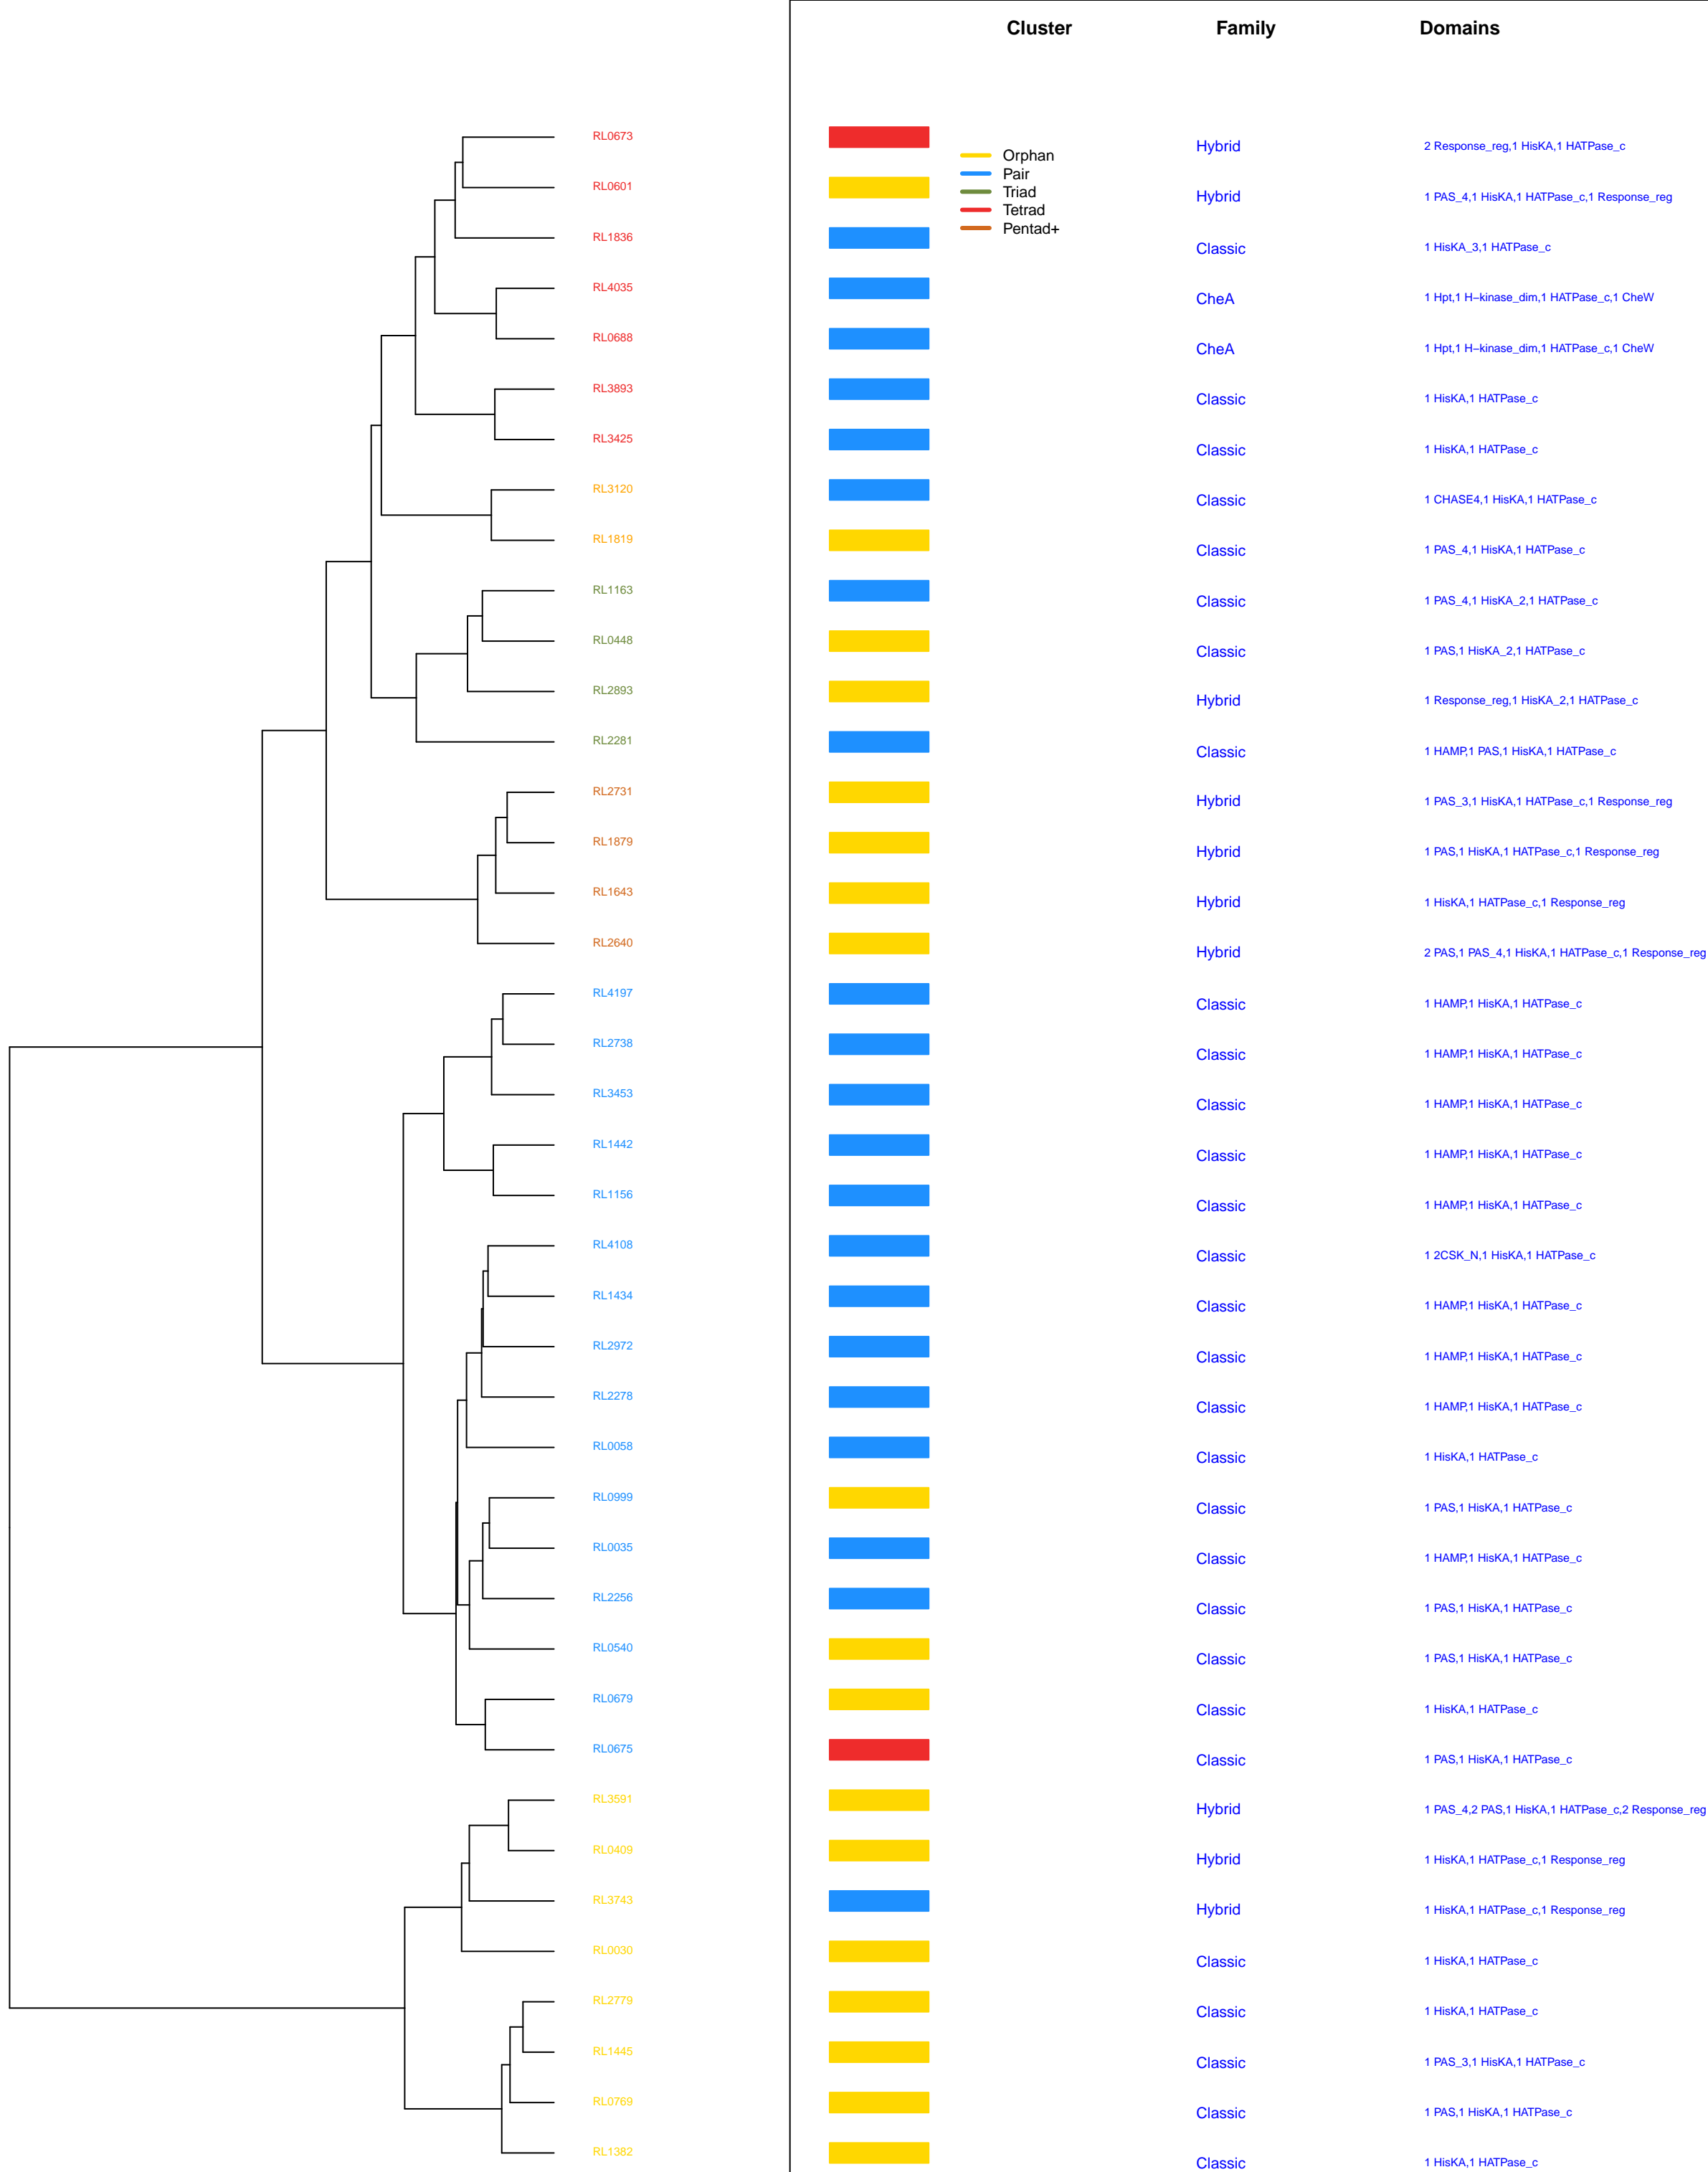 Cluster Family Domains
RL0673 Hybrid 2 Response_reg,1 HisKA,1 HATPase_c
Orphan
Pair
Triad
Tetrad
Pentad+
RL0601 Hybrid 1 PAS_4,1 HisKA,1 HATPase_c,1 Response_reg
RL1836 Classic 1 HisKA_3,1 HATPase_c
RL4035 CheA 1 Hpt,1 H−kinase_dim,1 HATPase_c,1 CheW
RL0688 CheA 1 Hpt,1 H−kinase_dim,1 HATPase_c,1 CheW
RL3893 Classic 1 HisKA,1 HATPase_c
RL3425 Classic 1 HisKA,1 HATPase_c
RL3120 Classic 1 CHASE4,1 HisKA,1 HATPase_c
RL1819 Classic 1 PAS_4,1 HisKA,1 HATPase_c
RL1163 Classic 1 PAS_4,1 HisKA_2,1 HATPase_c
RL0448 Classic 1 PAS,1 HisKA_2,1 HATPase_c
RL2893 Hybrid 1 Response_reg,1 HisKA_2,1 HATPase_c
RL2281 Classic 1 HAMP,1 PAS,1 HisKA,1 HATPase_c
RL2731 Hybrid 1 PAS_3,1 HisKA,1 HATPase_c,1 Response_reg
RL1879 Hybrid 1 PAS,1 HisKA,1 HATPase_c,1 Response_reg
RL1643 Hybrid 1 HisKA,1 HATPase_c,1 Response_reg
RL2640 Hybrid 2 PAS,1 PAS_4,1 HisKA,1 HATPase_c,1 Response_reg
RL4197 Classic 1 HAMP,1 HisKA,1 HATPase_c
RL2738 Classic 1 HAMP,1 HisKA,1 HATPase_c
RL3453 Classic 1 HAMP,1 HisKA,1 HATPase_c
RL1442 Classic 1 HAMP,1 HisKA,1 HATPase_c
RL1156 Classic 1 HAMP,1 HisKA,1 HATPase_c
RL4108 Classic 1 2CSK_N,1 HisKA,1 HATPase_c
RL1434 Classic 1 HAMP,1 HisKA,1 HATPase_c
RL2972 Classic 1 HAMP,1 HisKA,1 HATPase_c
RL2278 Classic 1 HAMP,1 HisKA,1 HATPase_c
RL0058 Classic 1 HisKA,1 HATPase_c
RL0999 Classic 1 PAS,1 HisKA,1 HATPase_c
RL0035 Classic 1 HAMP,1 HisKA,1 HATPase_c
RL2256 Classic 1 PAS,1 HisKA,1 HATPase_c
RL0540 Classic 1 PAS,1 HisKA,1 HATPase_c
RL0679 Classic 1 HisKA,1 HATPase_c
RL0675 Classic 1 PAS,1 HisKA,1 HATPase_c
RL3591 Hybrid 1 PAS_4,2 PAS,1 HisKA,1 HATPase_c,2 Response_reg
RL0409 Hybrid 1 HisKA,1 HATPase_c,1 Response_reg
RL3743 Hybrid 1 HisKA,1 HATPase_c,1 Response_reg
RL0030 Classic 1 HisKA,1 HATPase_c
RL2779 Classic 1 HisKA,1 HATPase_c
RL1445 Classic 1 PAS_3,1 HisKA,1 HATPase_c
RL0769 Classic 1 PAS,1 HisKA,1 HATPase_c
RL1382 Classic 1 HisKA,1 HATPase_c